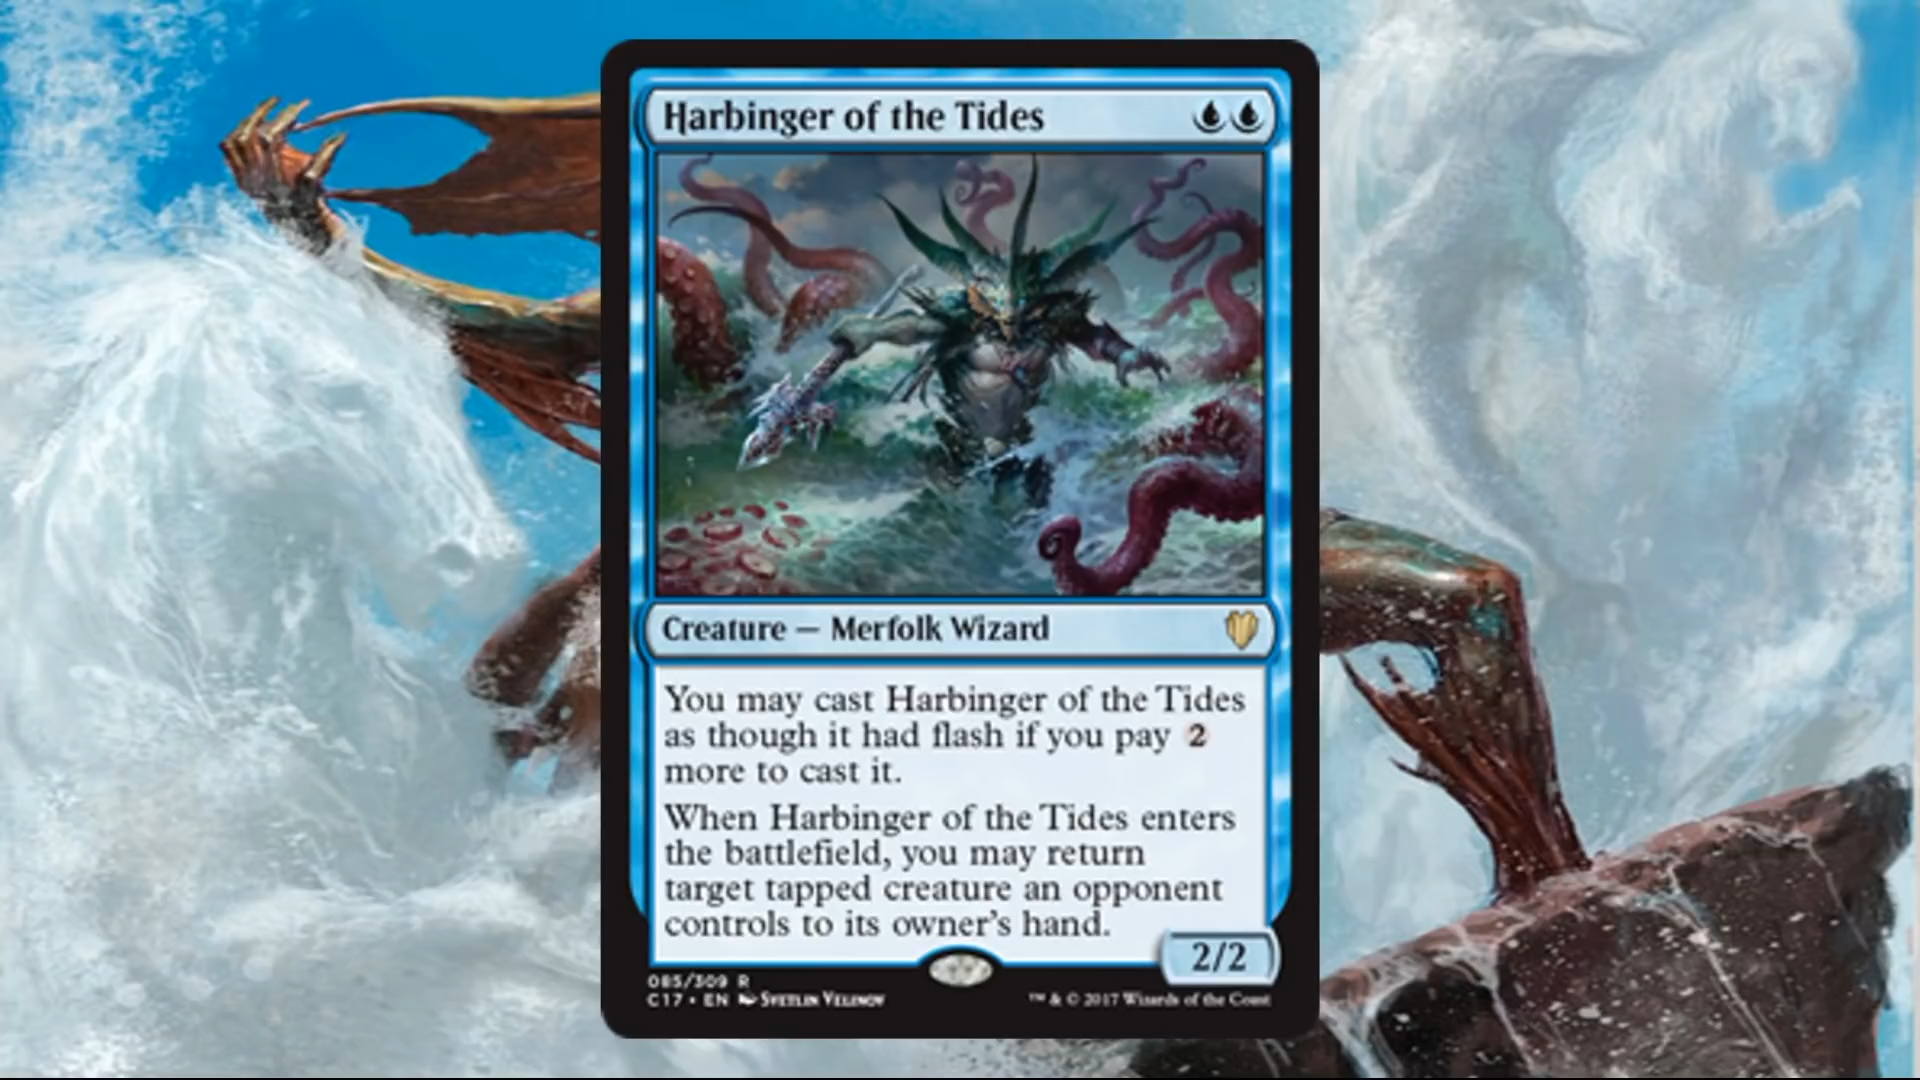 Harbinger of the Tides
Creature — Merfolk Wizard
You may cast Harbinger of the Tides
as though it had flash if you pay 2
more to cast it.
When Harbinger of the Tides enters
the battlefield, you may return
target tapped creature an opponent
controls to its owner's hand.
2/2
085/309 R
C17 • EN Svetlin Velinov
™ & © 2017 Wizards of the Coast